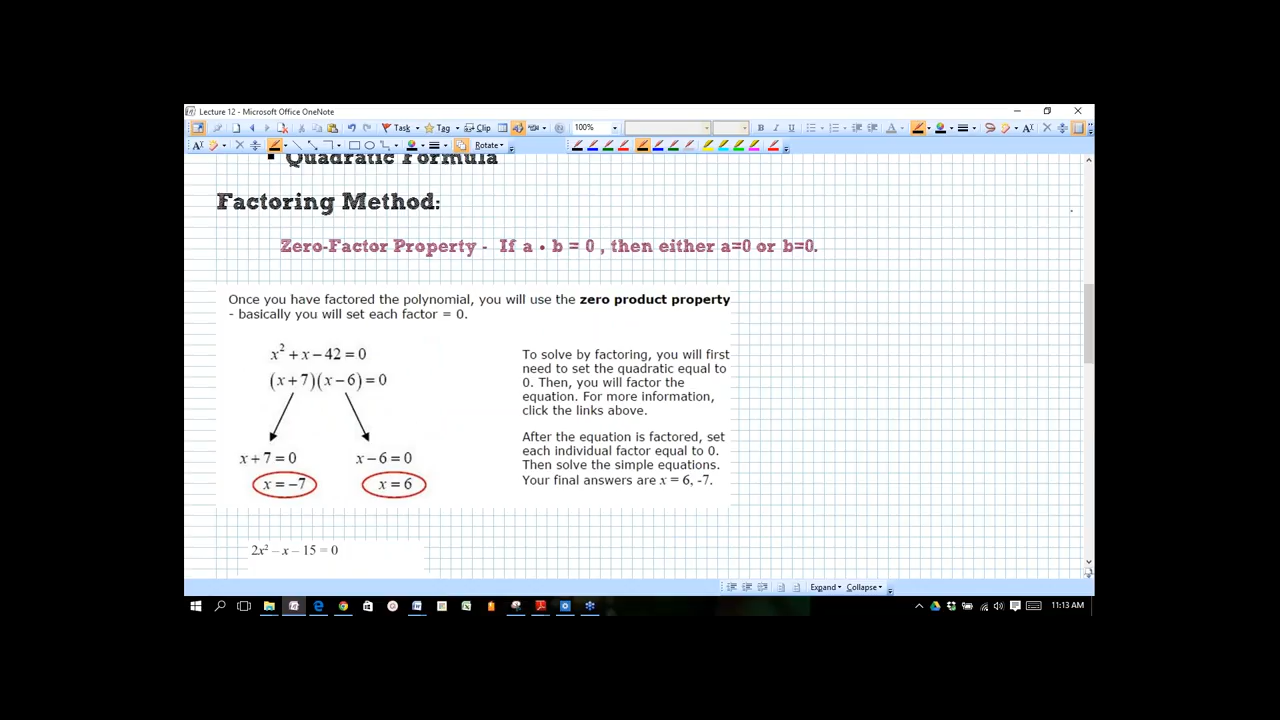 Lecture 12 - Microsoft Office OneNote
Task Tag Clip 100% B I U
Rotate
▪ Quadratic Formula
Factoring Method:
Zero-Factor Property - If a • b = 0 , then either a=0 or b=0.
Once you have factored the polynomial, you will use the zero product property
- basically you will set each factor = 0.
x² + x − 42 = 0
(x + 7)(x − 6) = 0
x + 7 = 0 x − 6 = 0
x = −7 x = 6
To solve by factoring, you will first
need to set the quadratic equal to
0. Then, you will factor the
equation. For more information,
click the links above.
After the equation is factored, set
each individual factor equal to 0.
Then solve the simple equations.
Your final answers are x = 6, -7.
2x² – x – 15 = 0
Expand Collapse
11:13 AM